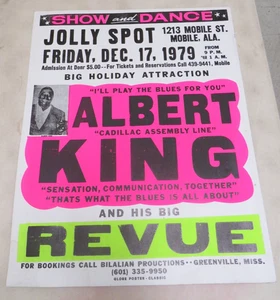 SHOW and DANCE
JOLLY SPOT 1213 MOBILE ST. MOBILE. ALA.
FRIDAY, DEC. 17, 1979 FROM 9 P.M. 'til 1 A.M.
Admission At Door $5.00--For Tickets and Reservations Call 439-9441, Mobile
BIG HOLIDAY ATTRACTION
"I'LL PLAY THE BLUES FOR YOU"
ALBERT
"CADILLAC ASSEMBLY LINE"
KING
"SENSATION, COMMUNICATION, TOGETHER"
"THATS WHAT THE BLUES IS ALL ABOUT"
AND HIS BIG
REVUE
FOR BOOKINGS CALL BILALIAN PRODUCTIONS--GREENVILLE, MISS.
(601) 335-9950
GLOBE POSTER-CLASSIC